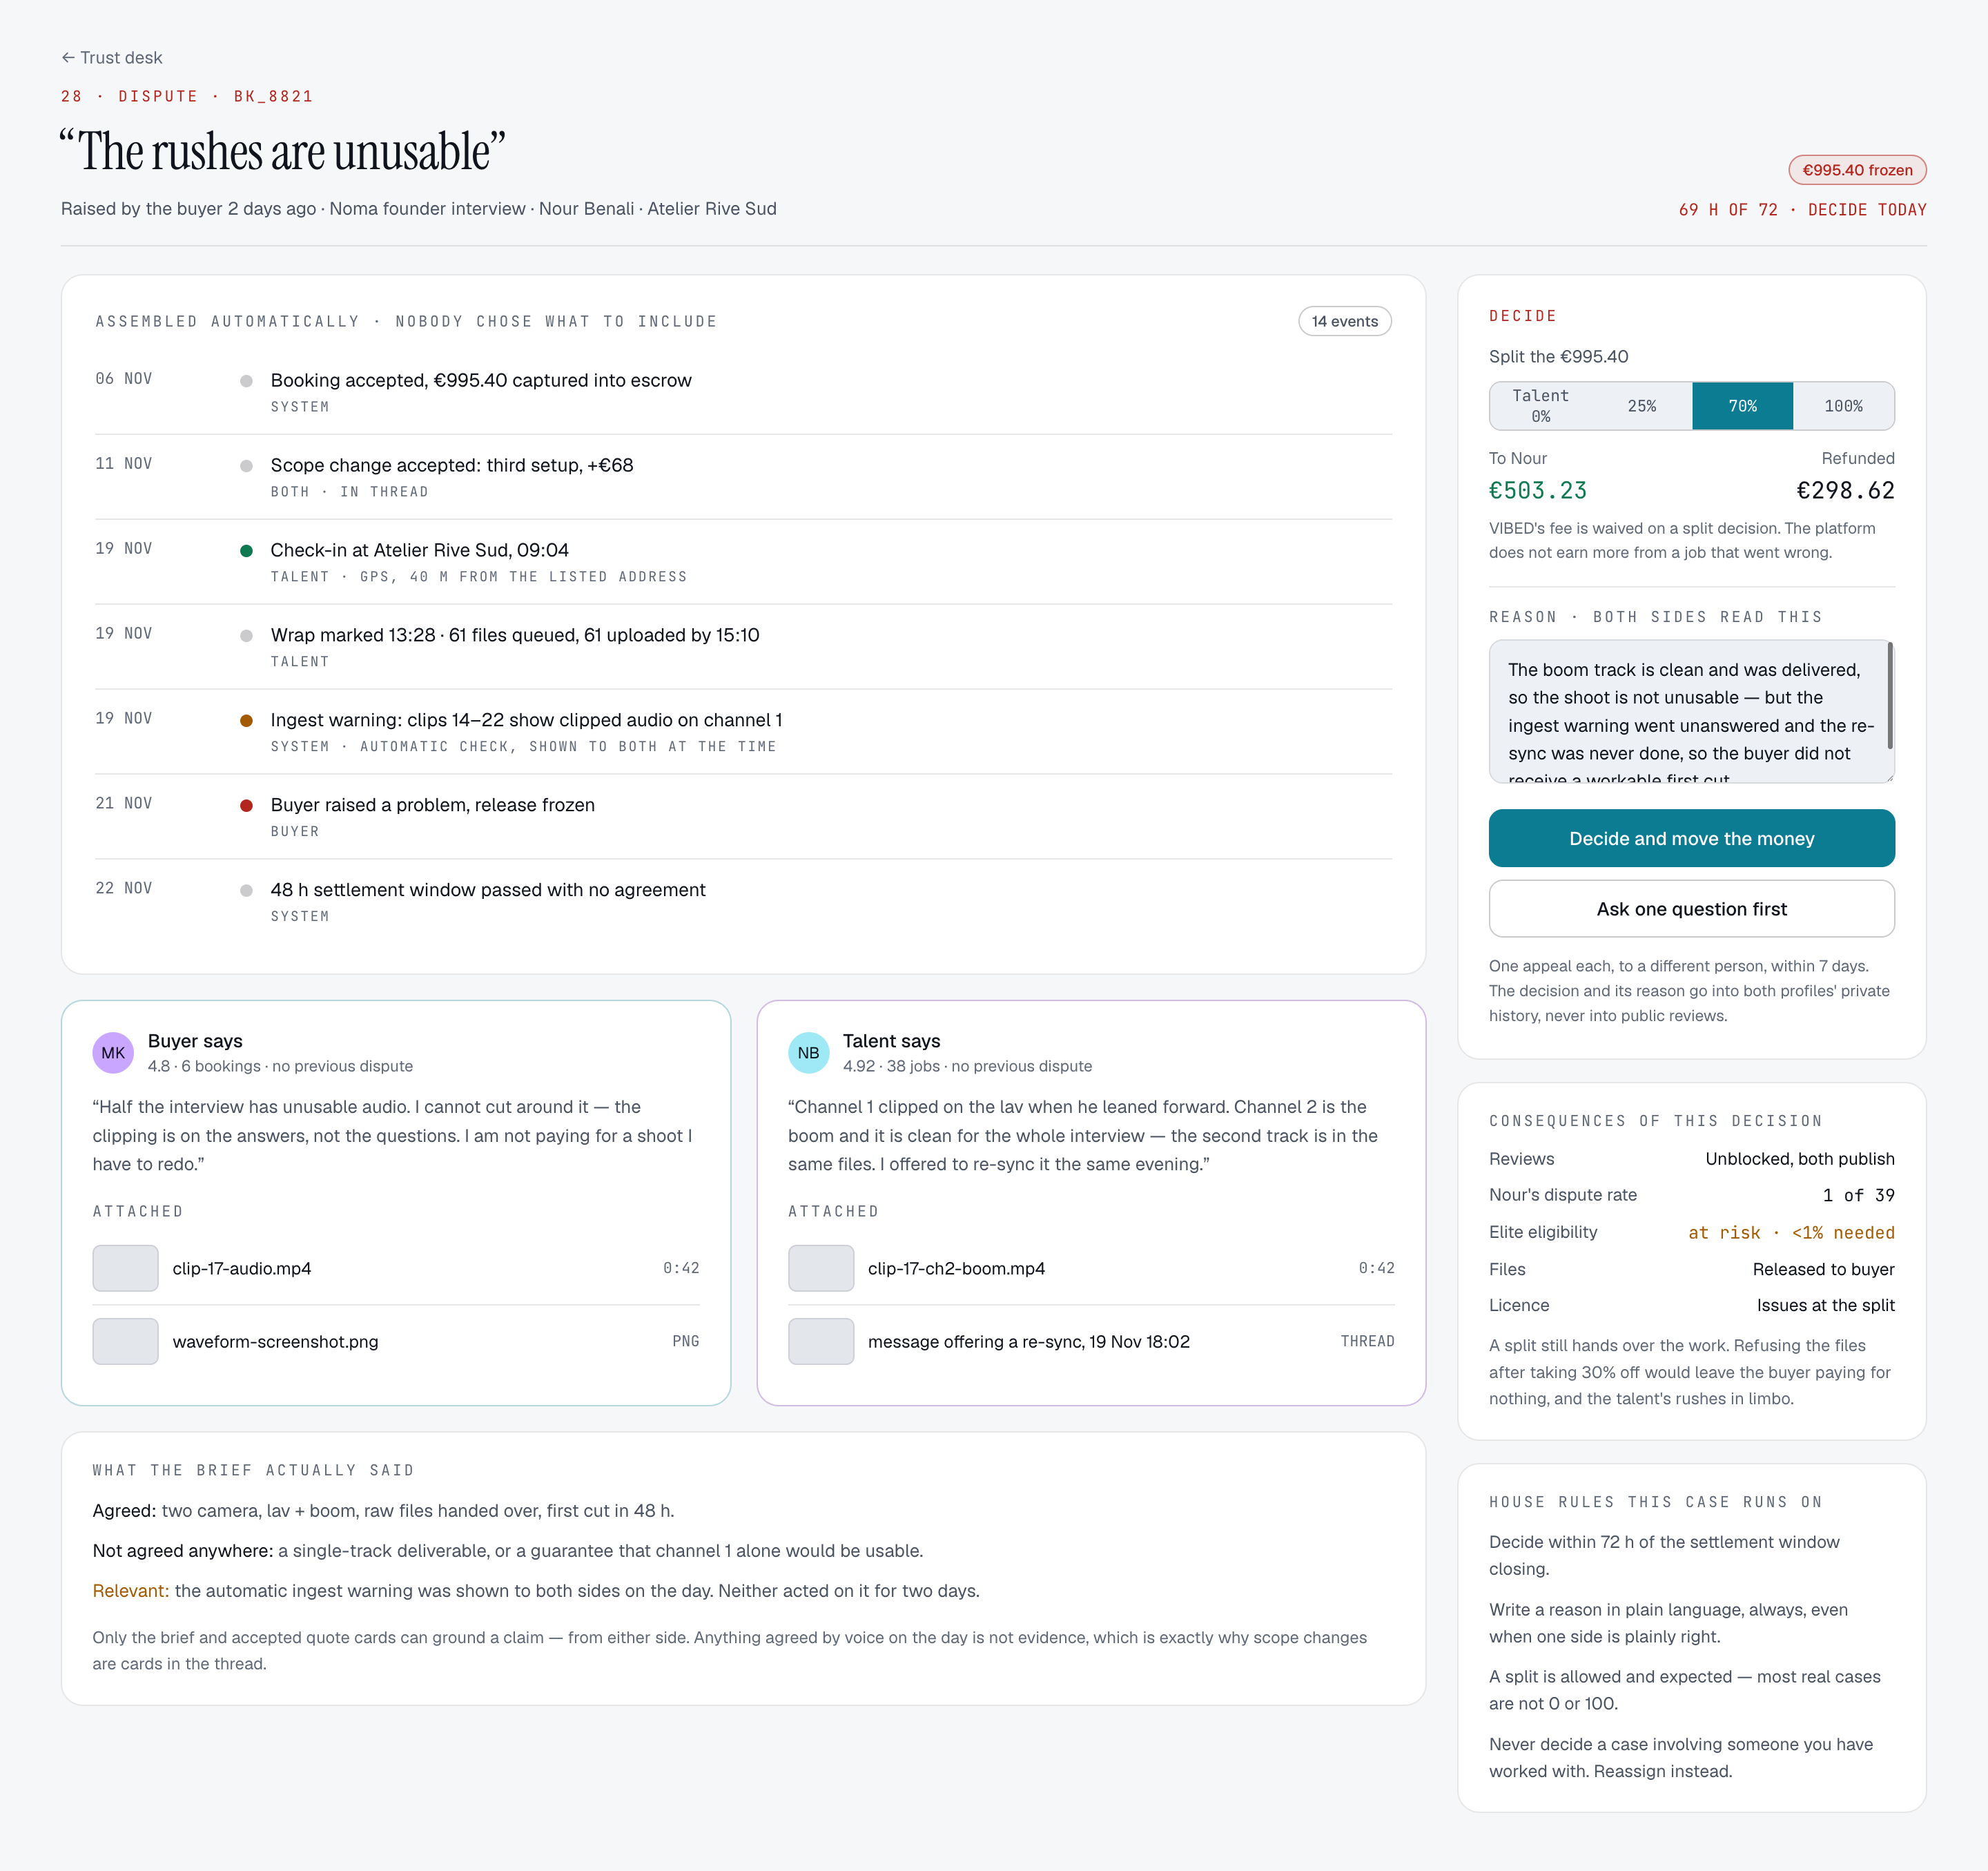 ← Trust desk
28 · DISPUTE · BK_8821
“The rushes are unusable”
Raised by the buyer 2 days ago · Noma founder interview · Nour Benali · Atelier Rive Sud
€995.40 frozen
69 H OF 72 · DECIDE TODAY
ASSEMBLED AUTOMATICALLY · NOBODY CHOSE WHAT TO INCLUDE
14 events
06 NOV
Booking accepted, €995.40 captured into escrow
SYSTEM
11 NOV
Scope change accepted: third setup, +€68
BOTH · IN THREAD
19 NOV
Check-in at Atelier Rive Sud, 09:04
TALENT · GPS, 40 M FROM THE LISTED ADDRESS
19 NOV
Wrap marked 13:28 · 61 files queued, 61 uploaded by 15:10
TALENT
19 NOV
Ingest warning: clips 14–22 show clipped audio on channel 1
SYSTEM · AUTOMATIC CHECK, SHOWN TO BOTH AT THE TIME
21 NOV
Buyer raised a problem, release frozen
BUYER
22 NOV
48 h settlement window passed with no agreement
SYSTEM
MK
Buyer says
4.8 · 6 bookings · no previous dispute
“Half the interview has unusable audio. I cannot cut around it — the
clipping is on the answers, not the questions. I am not paying for a shoot I
have to redo.”
ATTACHED
clip-17-audio.mp4
0:42
waveform-screenshot.png
PNG
NB
Talent says
4.92 · 38 jobs · no previous dispute
“Channel 1 clipped on the lav when he leaned forward. Channel 2 is the
boom and it is clean for the whole interview — the second track is in the
same files. I offered to re-sync it the same evening.”
ATTACHED
clip-17-ch2-boom.mp4
0:42
message offering a re-sync, 19 Nov 18:02
THREAD
WHAT THE BRIEF ACTUALLY SAID
Agreed: two camera, lav + boom, raw files handed over, first cut in 48 h.
Not agreed anywhere: a single-track deliverable, or a guarantee that channel 1 alone would be usable.
Relevant: the automatic ingest warning was shown to both sides on the day. Neither acted on it for two days.
Only the brief and accepted quote cards can ground a claim — from either side. Anything agreed by voice on the day is not evidence, which is exactly why scope changes
are cards in the thread.
DECIDE
Split the €995.40
Talent
0%
25%
70%
100%
To Nour
Refunded
€503.23
€298.62
VIBED's fee is waived on a split decision. The platform
does not earn more from a job that went wrong.
REASON · BOTH SIDES READ THIS
The boom track is clean and was delivered,
so the shoot is not unusable — but the
ingest warning went unanswered and the re-
sync was never done, so the buyer did not
receive a workable first cut
Decide and move the money
Ask one question first
One appeal each, to a different person, within 7 days.
The decision and its reason go into both profiles' private
history, never into public reviews.
CONSEQUENCES OF THIS DECISION
Reviews
Unblocked, both publish
Nour's dispute rate
1 of 39
Elite eligibility
at risk · <1% needed
Files
Released to buyer
Licence
Issues at the split
A split still hands over the work. Refusing the files
after taking 30% off would leave the buyer paying for
nothing, and the talent's rushes in limbo.
HOUSE RULES THIS CASE RUNS ON
Decide within 72 h of the settlement window
closing.
Write a reason in plain language, always, even
when one side is plainly right.
A split is allowed and expected — most real cases
are not 0 or 100.
Never decide a case involving someone you have
worked with. Reassign instead.